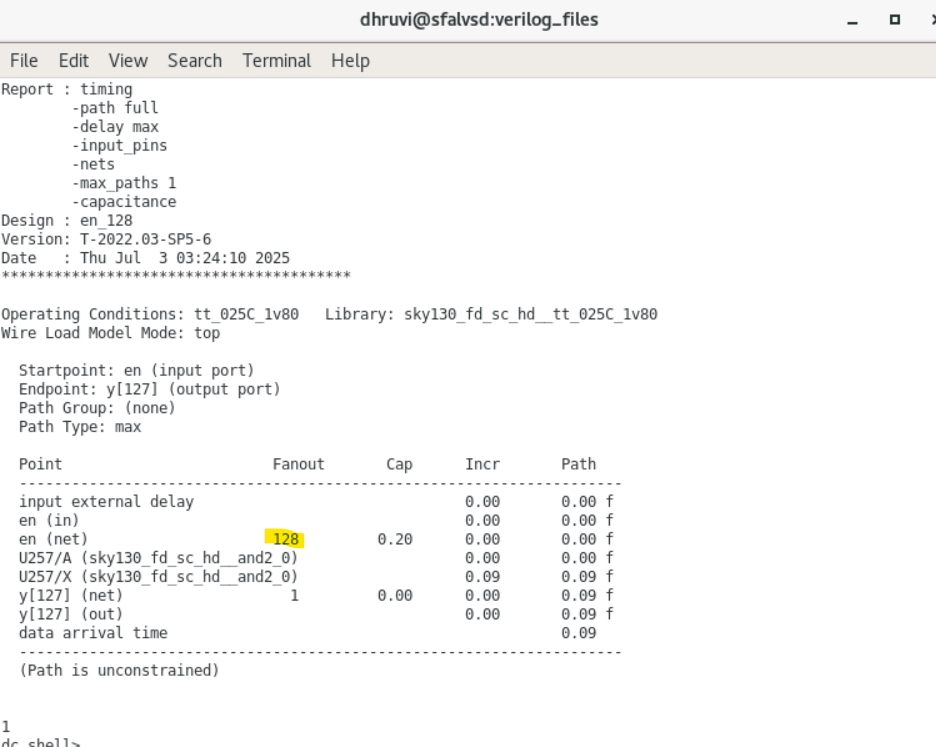 dhruvi@sfalvsd:verilog_files
File Edit View Search Terminal Help
Report : timing
-path full
-delay max
-input_pins
-nets
-max_paths 1
-capacitance
Design : en_128
Version: T-2022.03-SP5-6
Date : Thu Jul 3 03:24:10 2025
****************************************
Operating Conditions: tt_025C_1v80 Library: sky130_fd_sc_hd__tt_025C_1v80
Wire Load Model Mode: top
Startpoint: en (input port)
Endpoint: y[127] (output port)
Path Group: (none)
Path Type: max
Point Fanout Cap Incr Path
---------------------------------------------------------------------
input external delay 0.00 0.00 f
en (in) 0.00 0.00 f
en (net) 128 0.20 0.00 0.00 f
U257/A (sky130_fd_sc_hd__and2_0) 0.00 0.00 f
U257/X (sky130_fd_sc_hd__and2_0) 0.09 0.09 f
y[127] (net) 1 0.00 0.00 0.09 f
y[127] (out) 0.00 0.09 f
data arrival time 0.09
---------------------------------------------------------------------
(Path is unconstrained)
1
dc_shell>